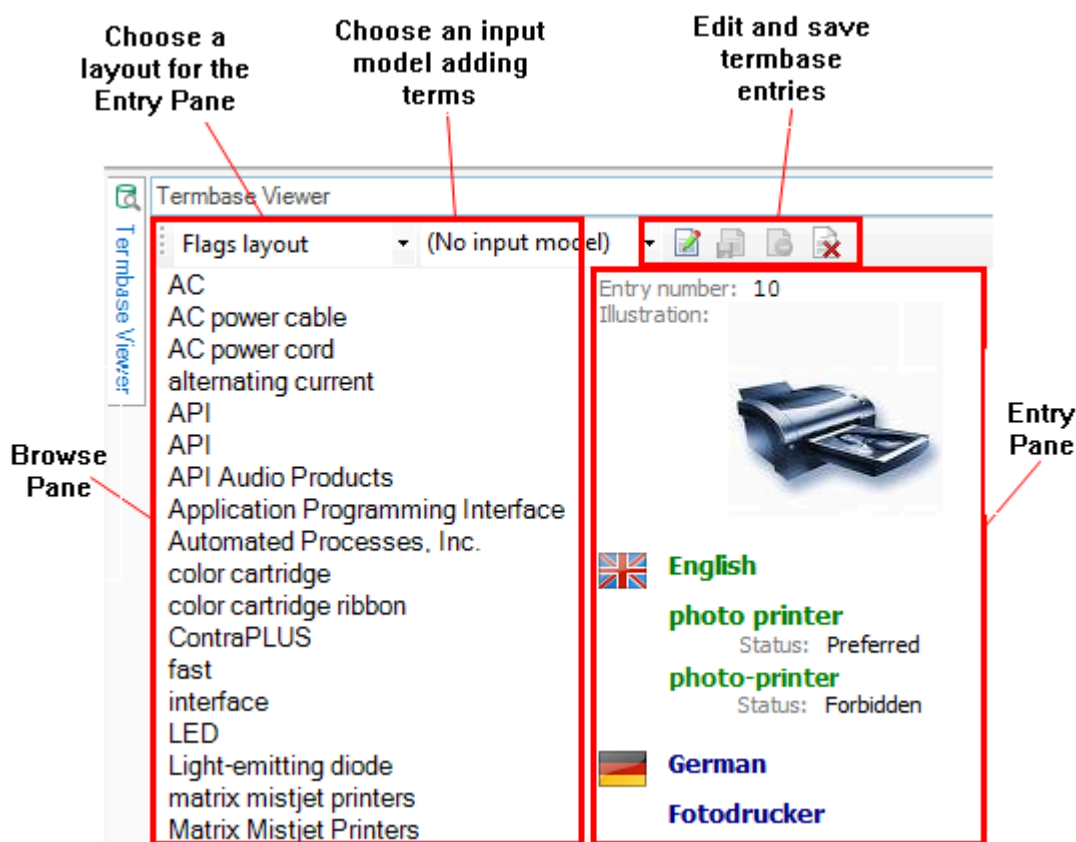 Choose a
layout for the
Entry Pane
Choose an input
model adding
terms
Edit and save
termbase
entries
Termbase Viewer
Termbase Viewer
Flags layout
(No input model)
Browse
Pane
AC
AC power cable
AC power cord
alternating current
API
API
API Audio Products
Application Programming Interface
Automated Processes, Inc.
color cartridge
color cartridge ribbon
ContraPLUS
fast
interface
LED
Light-emitting diode
matrix mistjet printers
Matrix Mistjet Printers
Entry number: 10
Illustration:
English
photo printer
Status: Preferred
photo-printer
Status: Forbidden
German
Fotodrucker
Entry
Pane